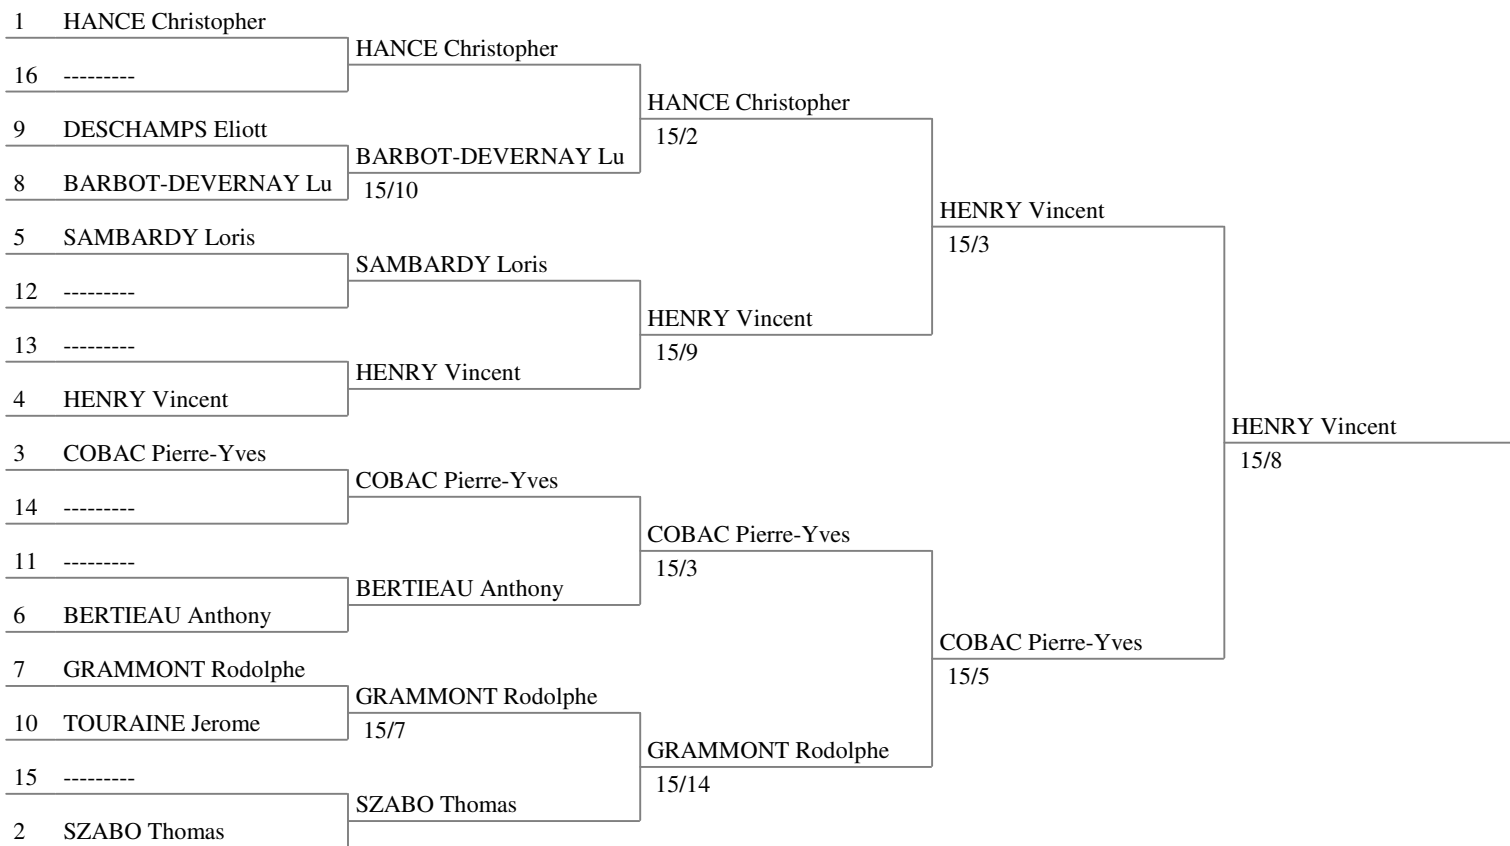 1 HANCE Christopher
HANCE Christopher
16 ---------
HANCE Christopher
15/2
9 DESCHAMPS Eliott
BARBOT-DEVERNAY Lu
8 BARBOT-DEVERNAY Lu
15/10
HENRY Vincent
15/3
5 SAMBARDY Loris
SAMBARDY Loris
12 ---------
HENRY Vincent
15/9
13 ---------
HENRY Vincent
4 HENRY Vincent
HENRY Vincent
15/8
3 COBAC Pierre-Yves
COBAC Pierre-Yves
14 ---------
COBAC Pierre-Yves
15/3
11 ---------
BERTIEAU Anthony
6 BERTIEAU Anthony
COBAC Pierre-Yves
15/5
7 GRAMMONT Rodolphe
GRAMMONT Rodolphe
10 TOURAINE Jerome
15/7
GRAMMONT Rodolphe
15/14
15 ---------
SZABO Thomas
2 SZABO Thomas